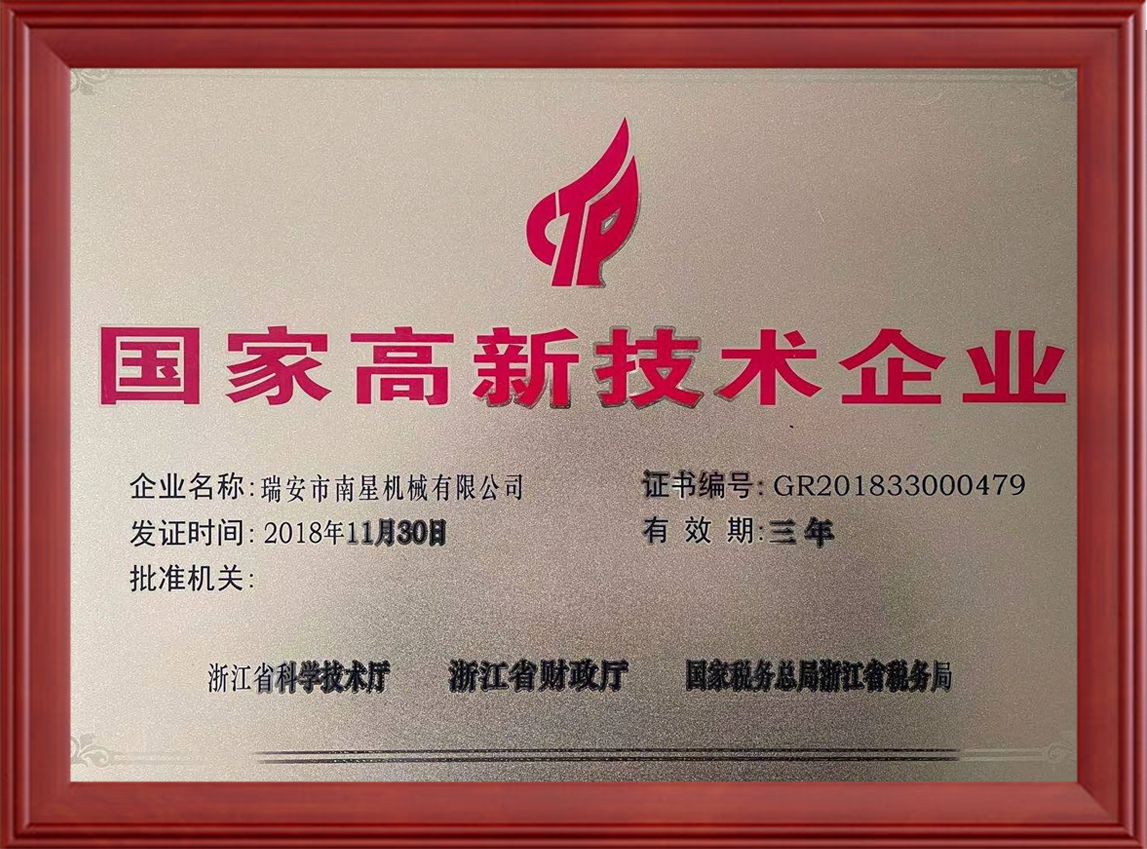 CTP
国家高新技术企业
企业名称:瑞安市南星机械有限公司 证书编号:GR201833000479
发证时间:2018年11月30日 有 效 期:三年
批准机关:
浙江省科学技术厅 浙江省财政厅 国家税务总局浙江省税务局